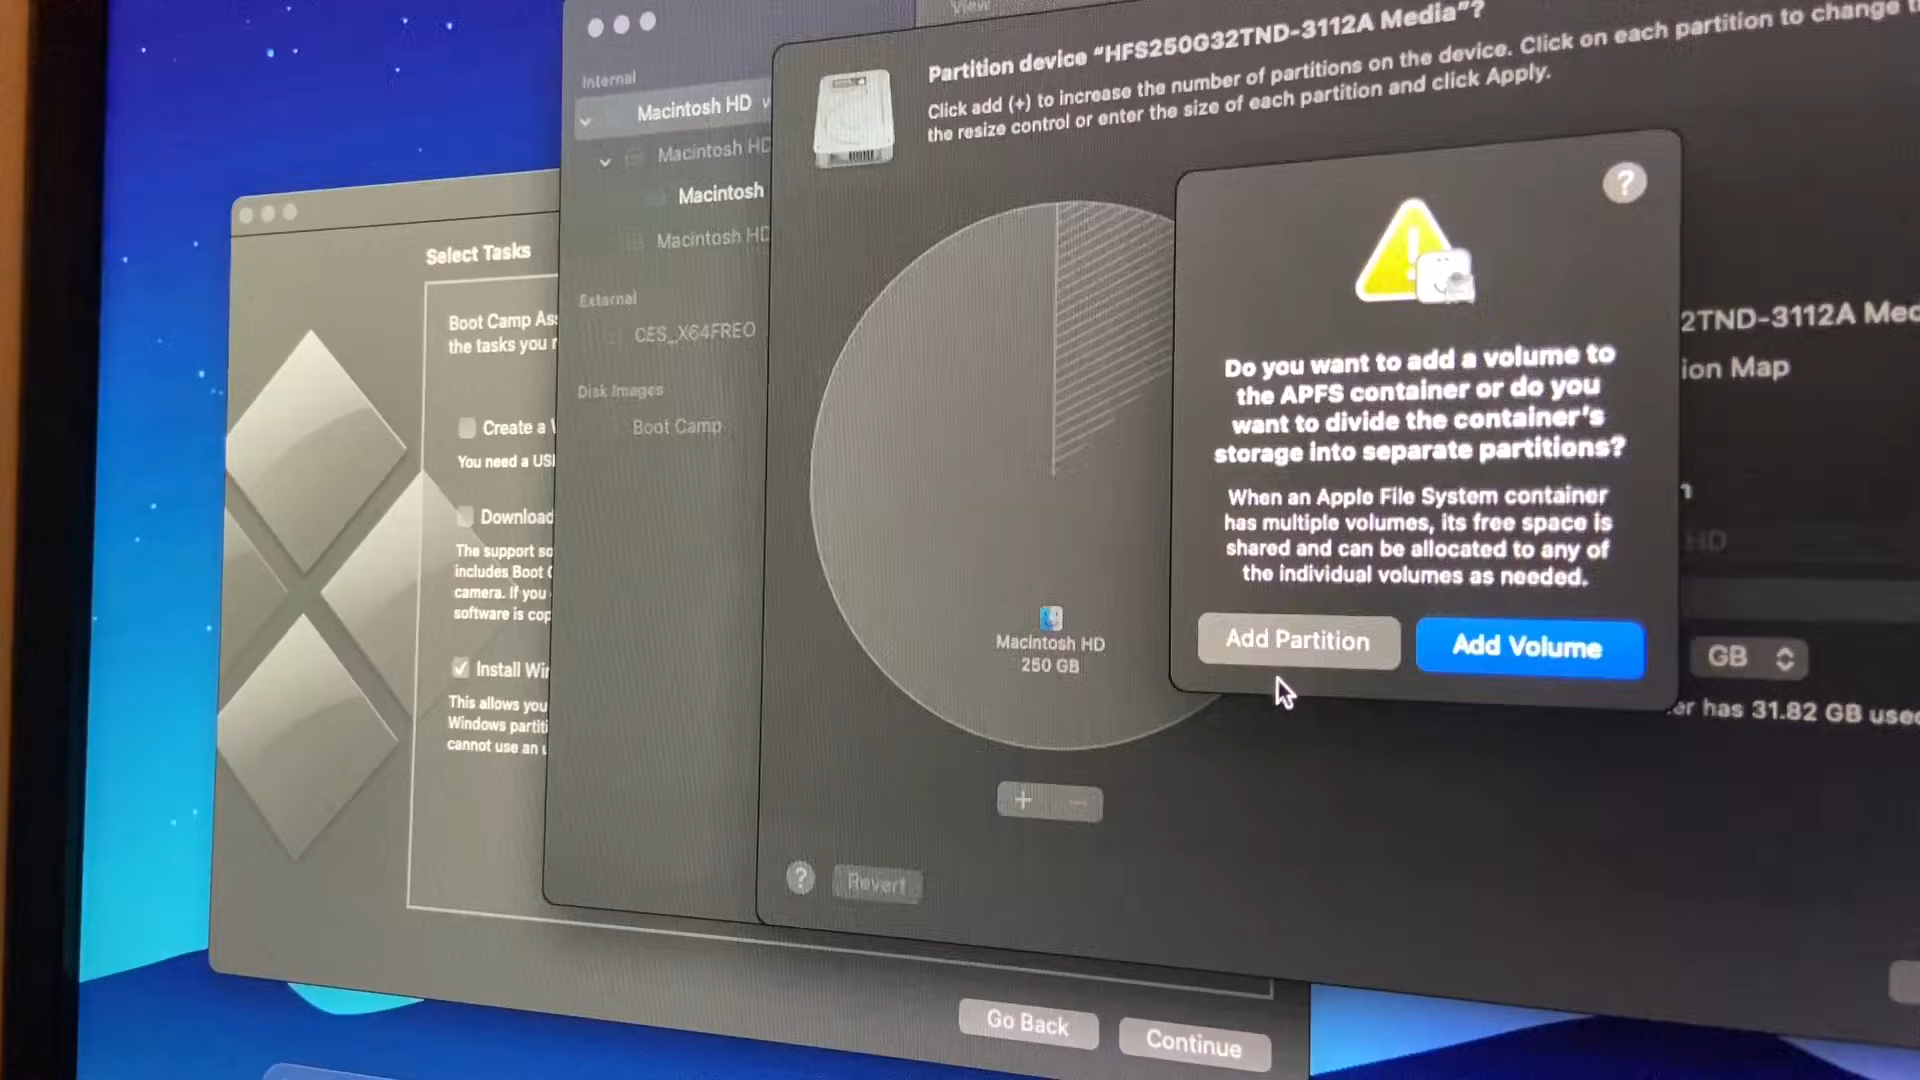 View
Internal
Macintosh HD
Macintosh HD
Macintosh
Macintosh HD
External
CES_X64FREO
Disk Images
Boot Camp
Partition device “HFS250G32TND-3112A Media”?
Click add (+) to increase the number of partitions on the device. Click on each partition to change
the resize control or enter the size of each partition and click Apply.
Macintosh HD
250 GB
+
?
Revert
?
Do you want to add a volume to
the APFS container or do you
want to divide the container’s
storage into separate partitions?
When an Apple File System container
has multiple volumes, its free space is
shared and can be allocated to any of
the individual volumes as needed.
Add Partition
Add Volume
2TND-3112A Med
ion Map
HD
GB
er has 31.82 GB used
Select Tasks
Boot Camp Ass
the tasks you
Create a
You need a USB
Download
The support so
includes Boot
camera. If you
software is cop
Install Win
This allows you
Windows partiti
cannot use an
Go Back
Continue